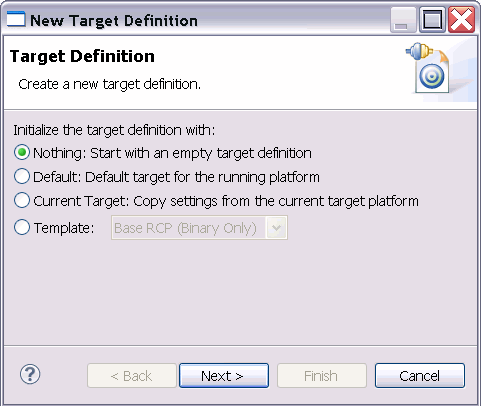 New Target Definition
Target Definition
Create a new target definition.
Initialize the target definition with:
Nothing: Start with an empty target definition
Default: Default target for the running platform
Current Target: Copy settings from the current target platform
Template: Base RCP (Binary Only)
? < Back Next > Finish Cancel